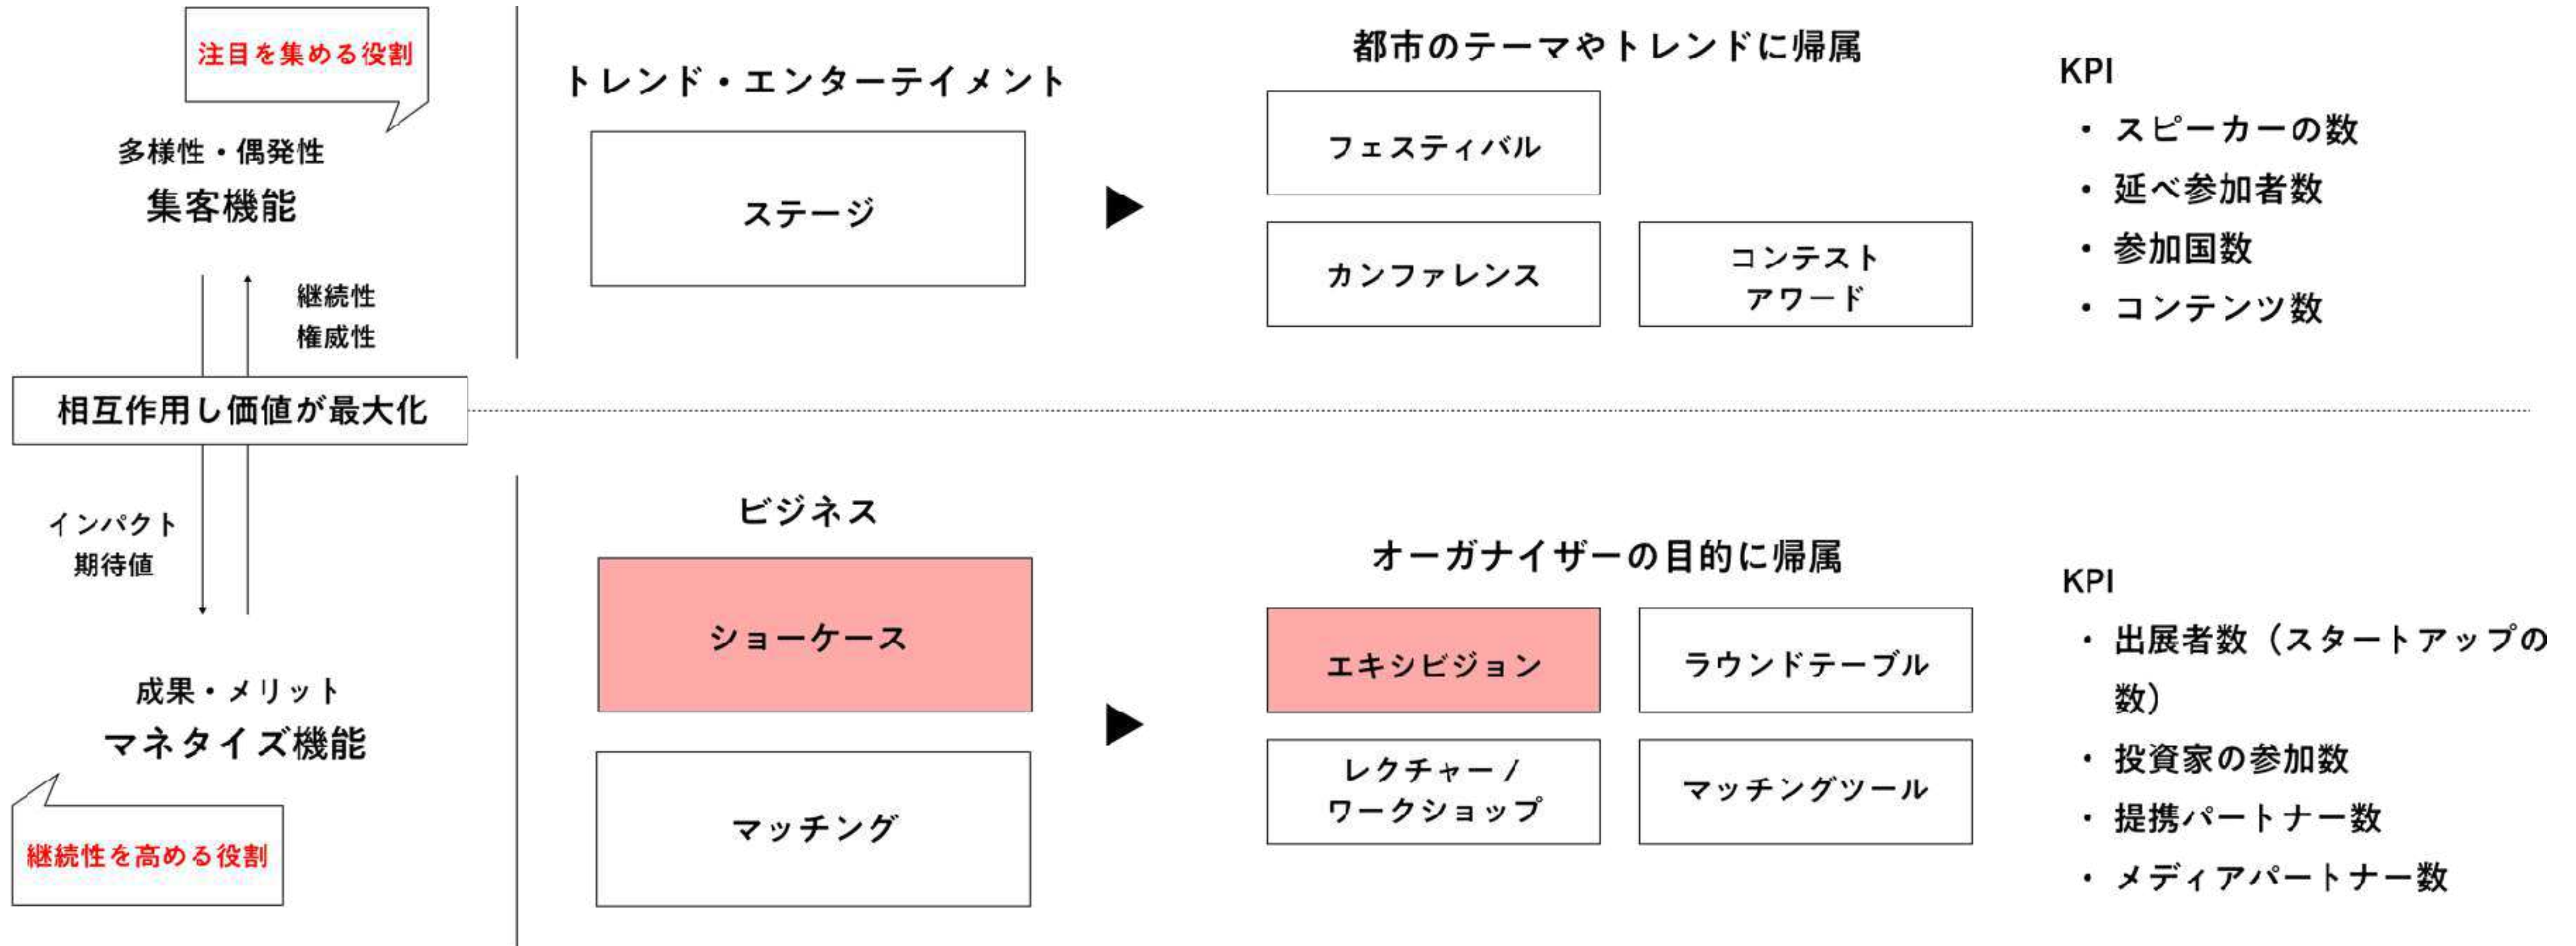 注目を集める役割
多様性・偶発性
集客機能
継続性
権威性
相互作用し価値が最大化
インパクト
期待値
成果・メリット
マネタイズ機能
継続性を高める役割
トレンド・エンターテイメント
ステージ
都市のテーマやトレンドに帰属
フェスティバル
カンファレンス
コンテスト
アワード
KPI
・ スピーカーの数
・ 延べ参加者数
・ 参加国数
・ コンテンツ数
ビジネス
ショーケース
マッチング
オーガナイザーの目的に帰属
エキシビジョン
ラウンドテーブル
レクチャー /
ワークショップ
マッチングツール
KPI
・ 出展者数（スタートアップの
数）
・ 投資家の参加数
・ 提携パートナー数
・ メディアパートナー数